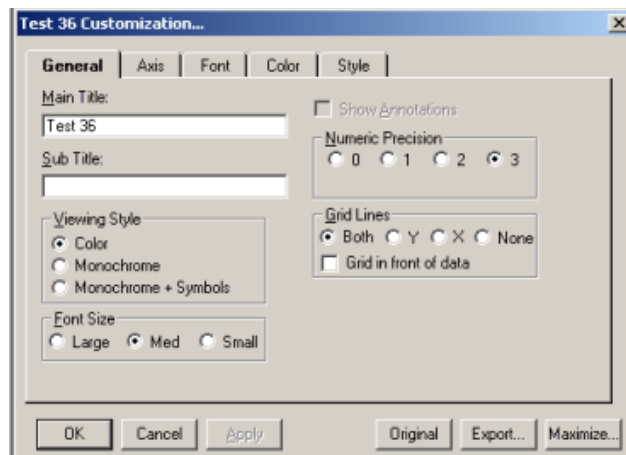 Test 36 Customization...
General Axis Font Color Style
Main Title:
Test 36
Sub Title:
Viewing Style
Color
Monochrome
Monochrome + Symbols
Font Size
Large Med Small
Show Annotations
Numeric Precision
0 1 2 3
Grid Lines
Both Y X None
Grid in front of data
OK Cancel Apply Original Export... Maximize...